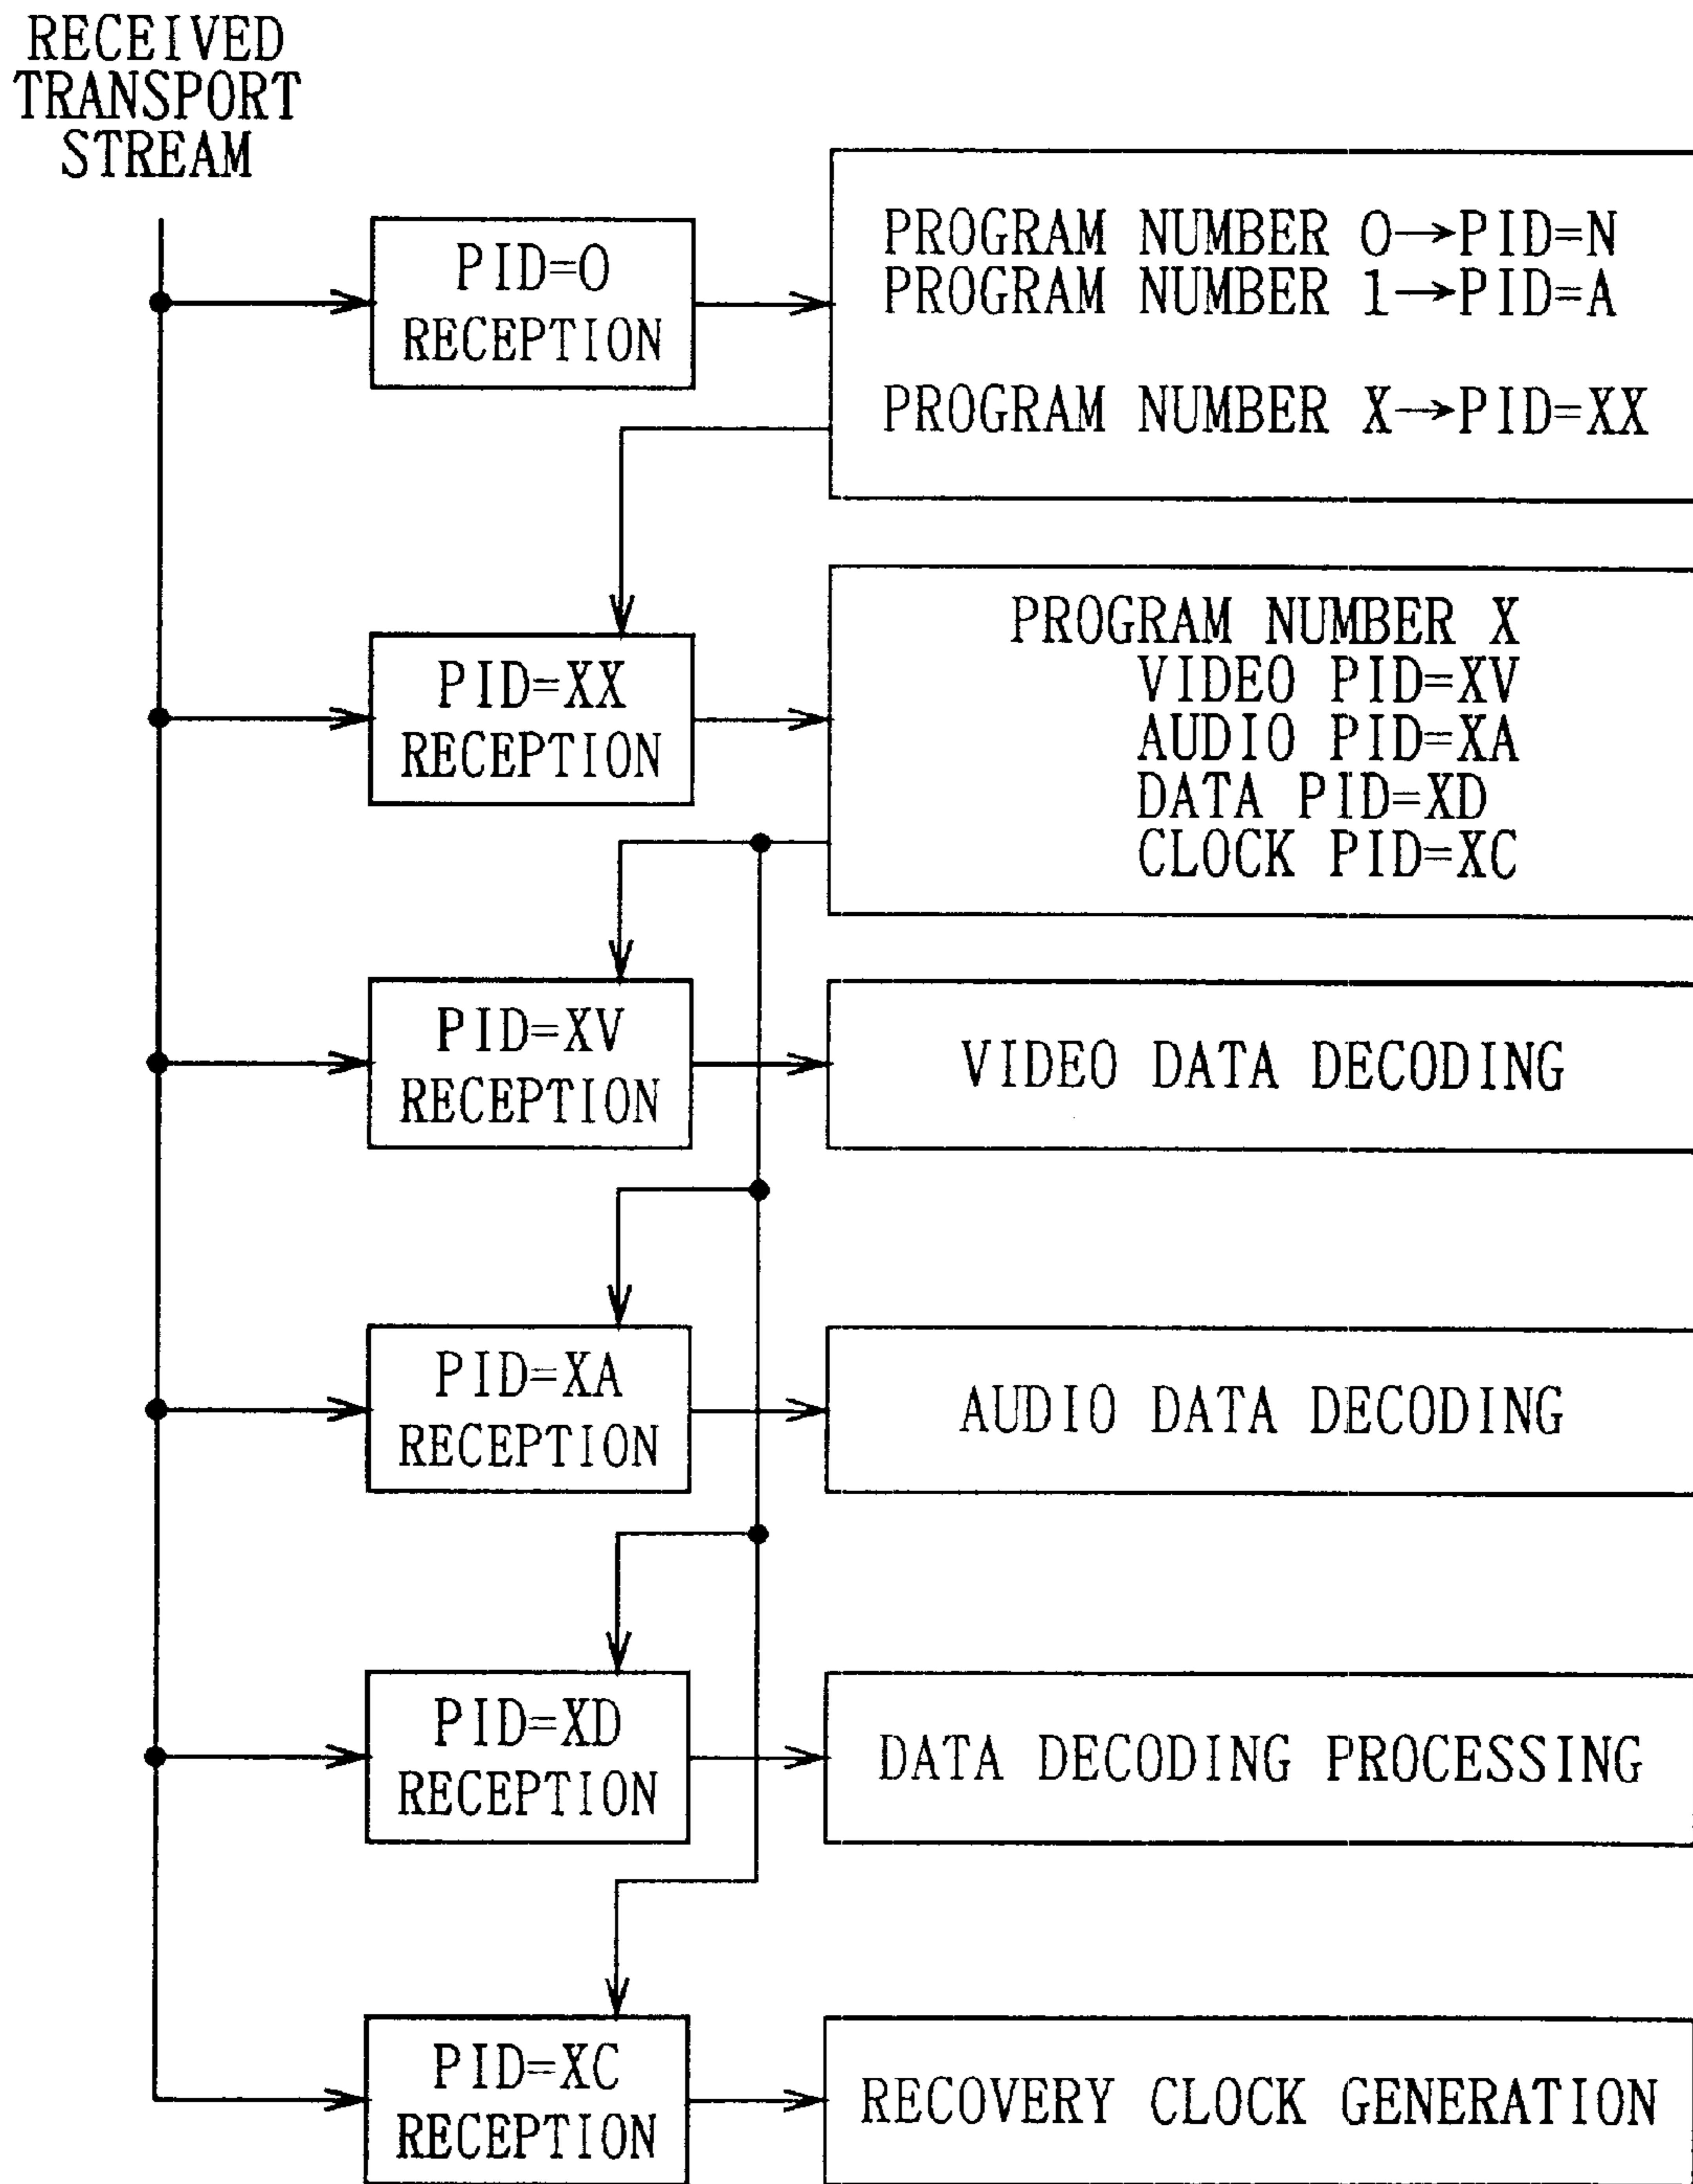 RECEIVED
TRANSPORT
STREAM
PID=0
RECEPTION
PROGRAM NUMBER 0→PID=N
PROGRAM NUMBER 1→PID=A
PROGRAM NUMBER X→PID=XX
PID=XX
RECEPTION
PROGRAM NUMBER X
VIDEO PID=XV
AUDIO PID=XA
DATA PID=XD
CLOCK PID=XC
PID=XV
RECEPTION
VIDEO DATA DECODING
PID=XA
RECEPTION
AUDIO DATA DECODING
PID=XD
RECEPTION
DATA DECODING PROCESSING
PID=XC
RECEPTION
RECOVERY CLOCK GENERATION